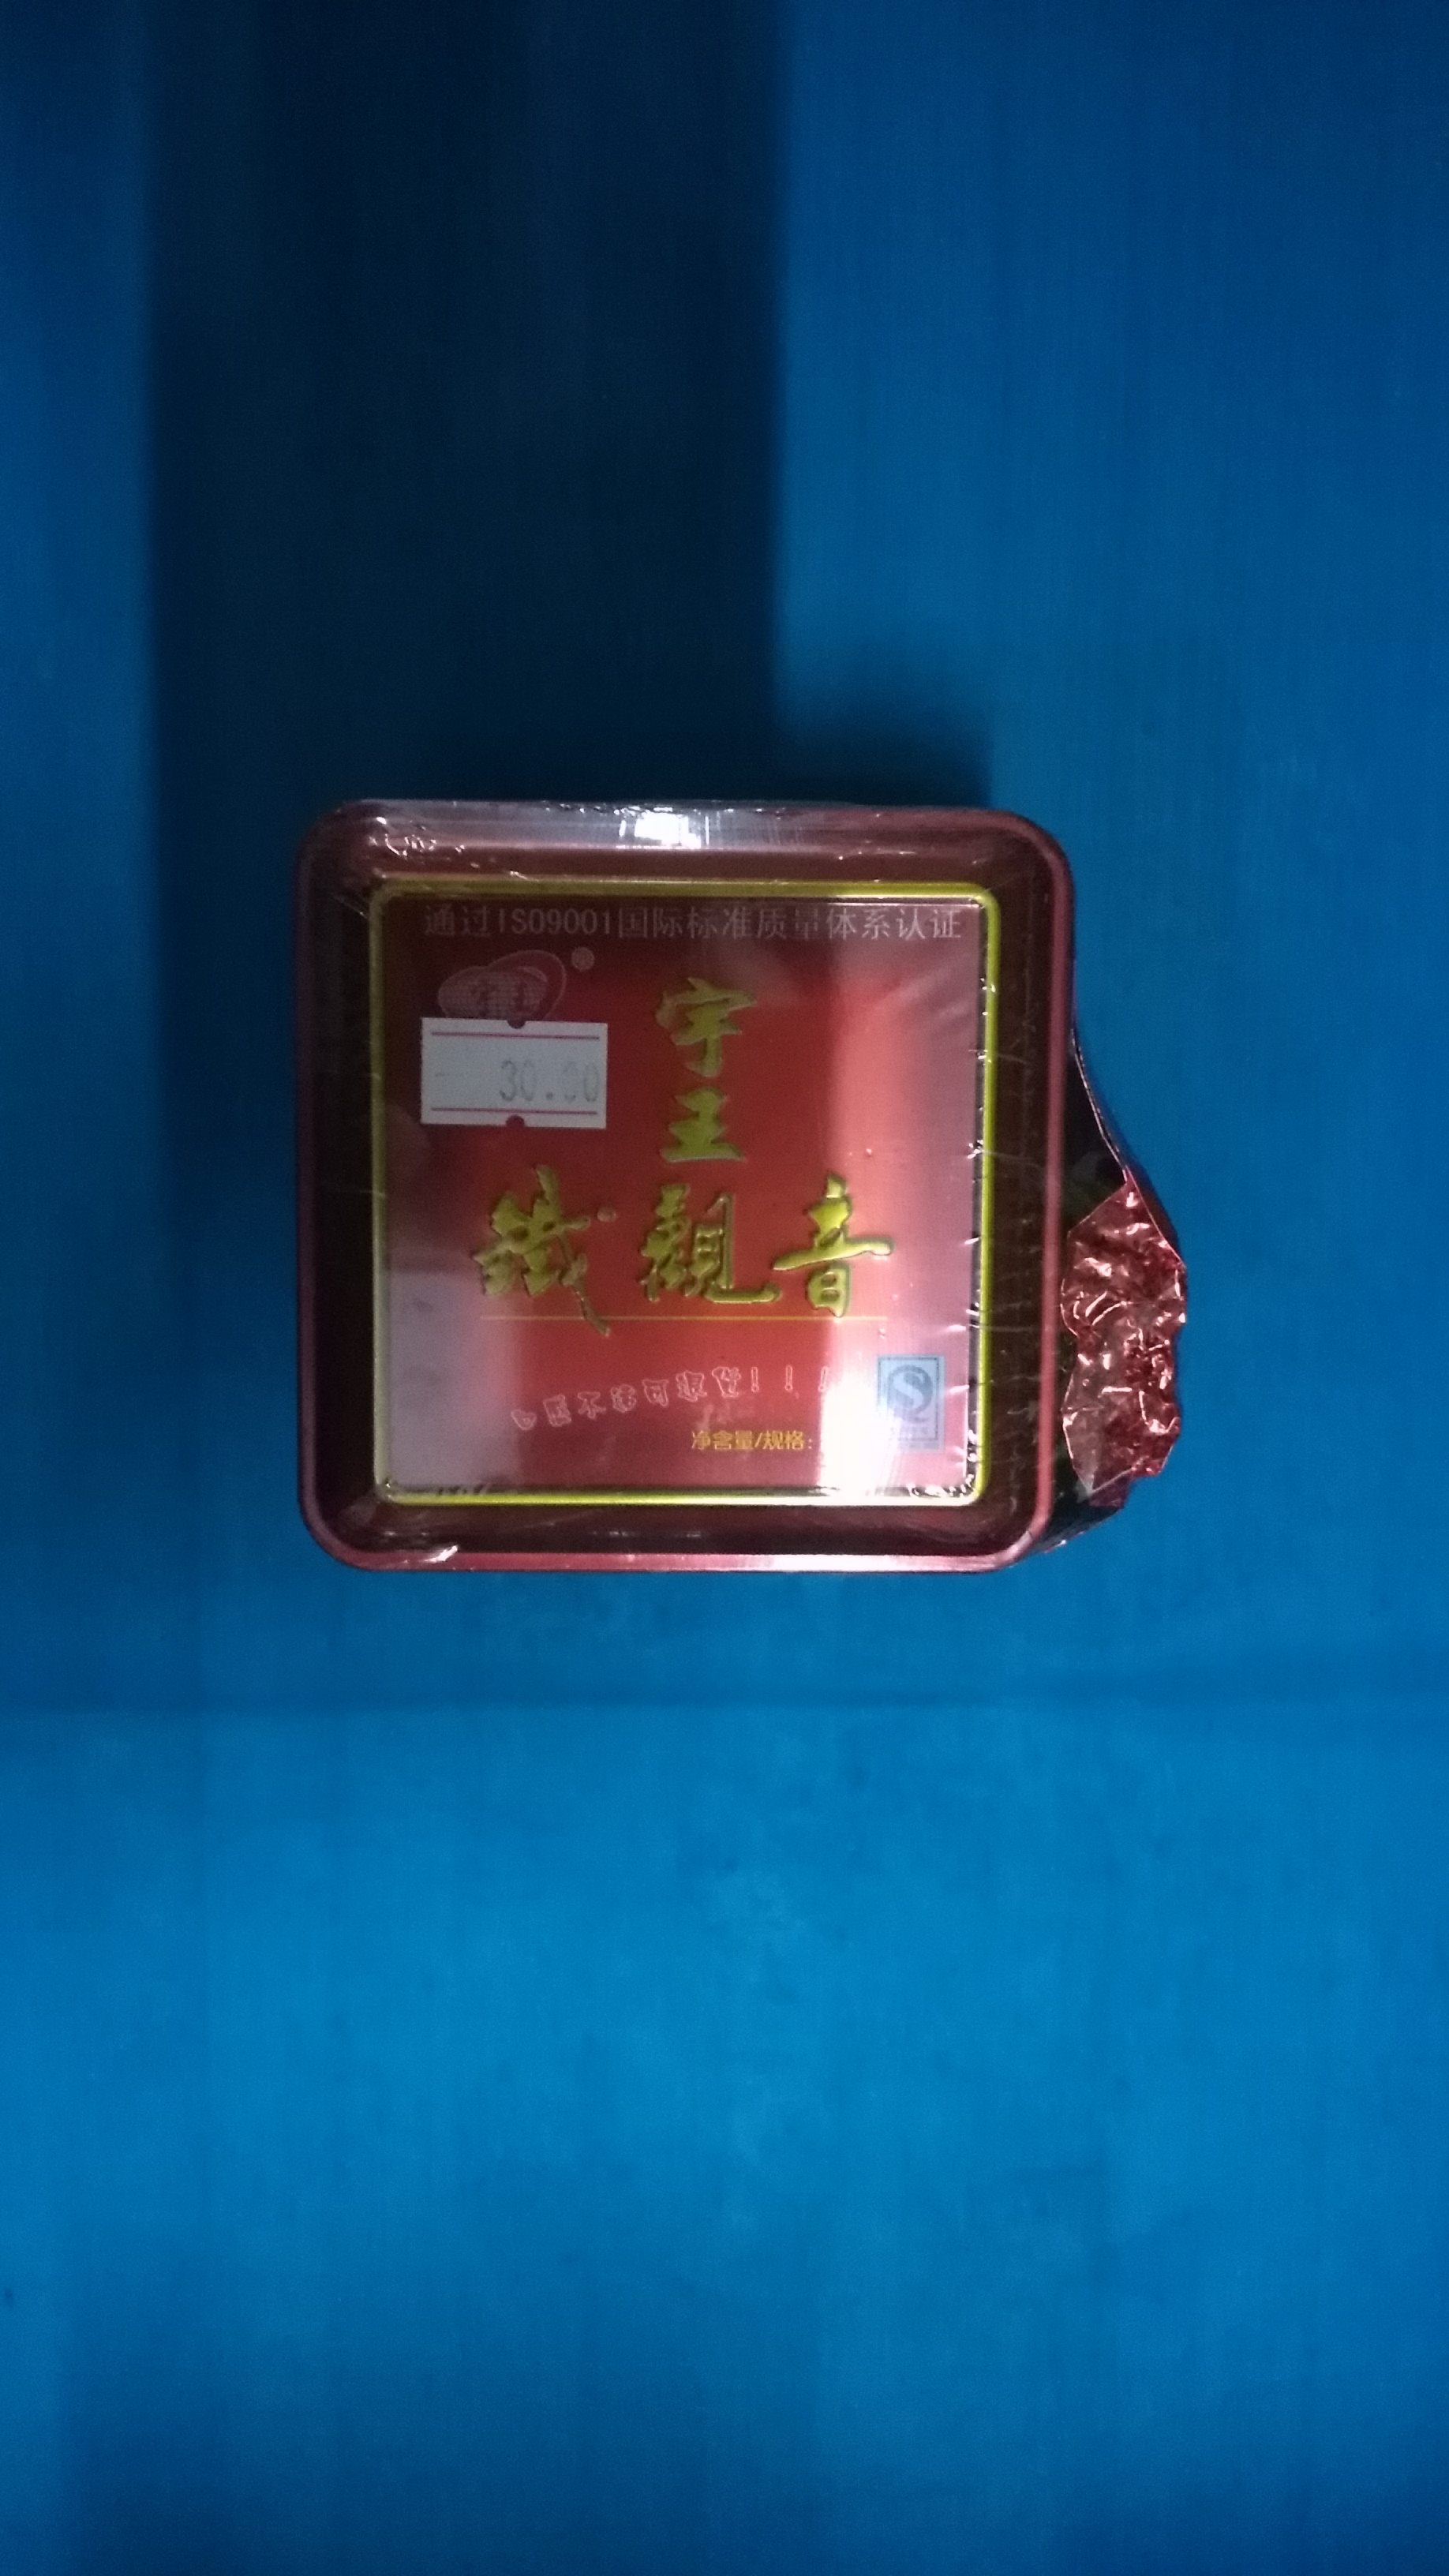 通过ISO9001国际标准质量体系认证
®
30.00
宇
王
鐵觀音
净含量/规格: